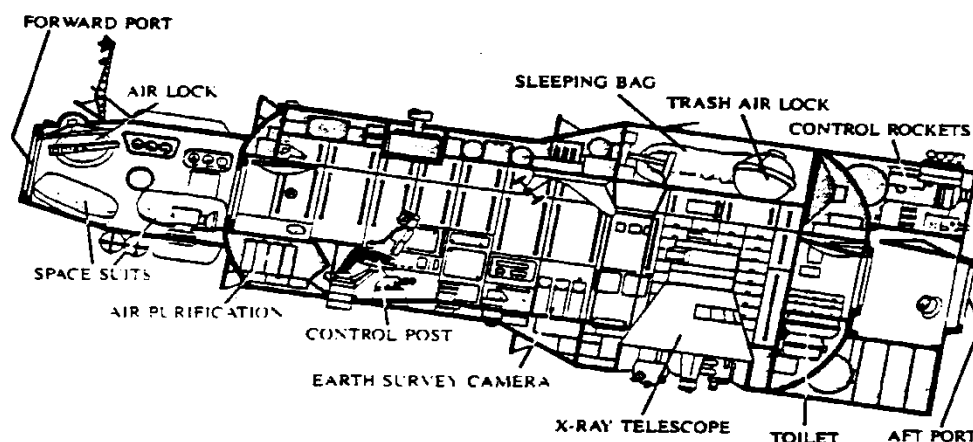 FORWARD PORT
AIR LOCK
SLEEPING BAG
TRASH AIR LOCK
CONTROL ROCKETS
SPACE SUITS
AIR PURIFICATION
CONTROL POST
EARTH SURVEY CAMERA
X-RAY TELESCOPE
TOILET
AFT PORT